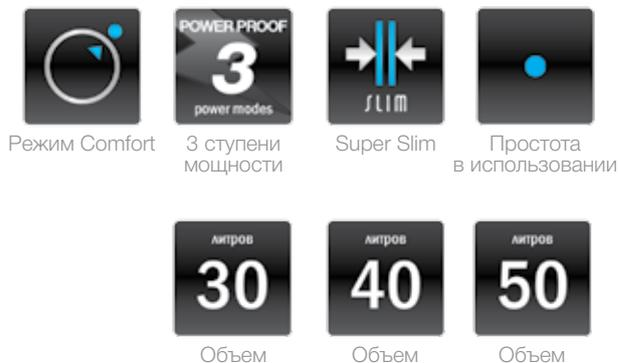 POWER PROOF
3
power modes
SLIM
Режим Comfort
3 ступени
мощности
Super Slim
Простота
в использовании
литров
30
литров
40
литров
50
Объем
Объем
Объем